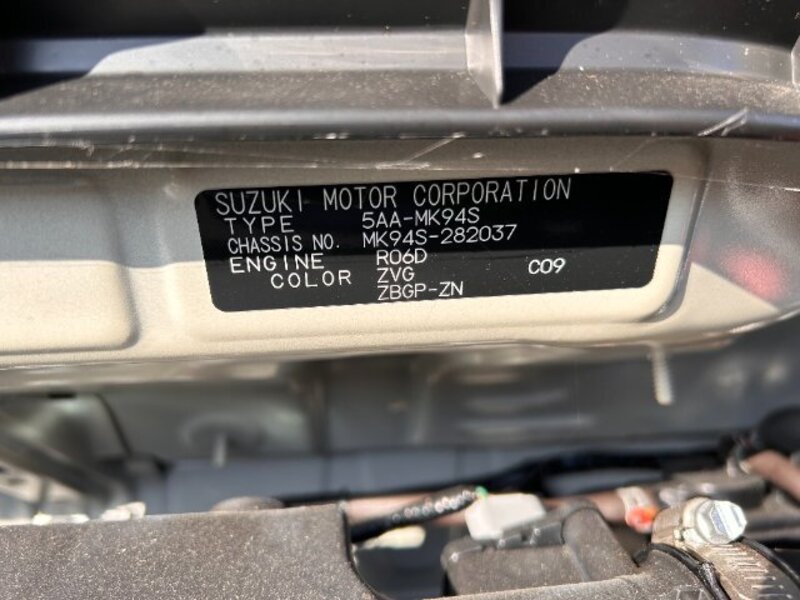 SUZUKI MOTOR CORPORATION
TYPE 5AA-MK94S
CHASSIS NO. MK94S-282037
ENGINE R06D
COLOR ZVG C09
ZBGP-ZN